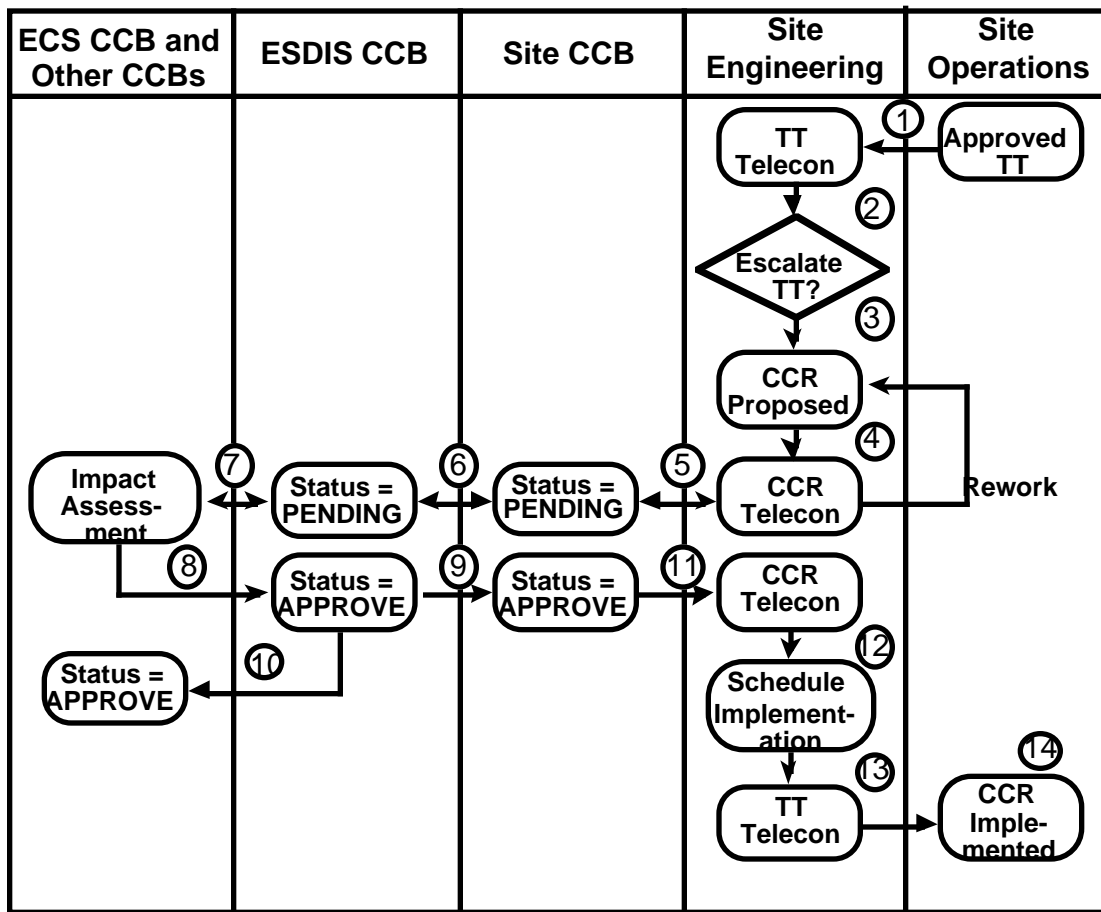 ECS CCB and
Other CCBs
ESDIS CCB
Site CCB
Site
Engineering
Site
Operations
1
TT
Telecon
Approved
TT
2
Escalate
TT?
3
CCR
Proposed
4
7
6
5
Impact
Assess-
ment
Status =
PENDING
Status =
PENDING
CCR
Telecon
Rework
8
9
11
Status =
APPROVE
Status =
APPROVE
CCR
Telecon
10
12
Status =
APPROVE
Schedule
Implement-
ation
13
14
TT
Telecon
CCR
Imple-
mented